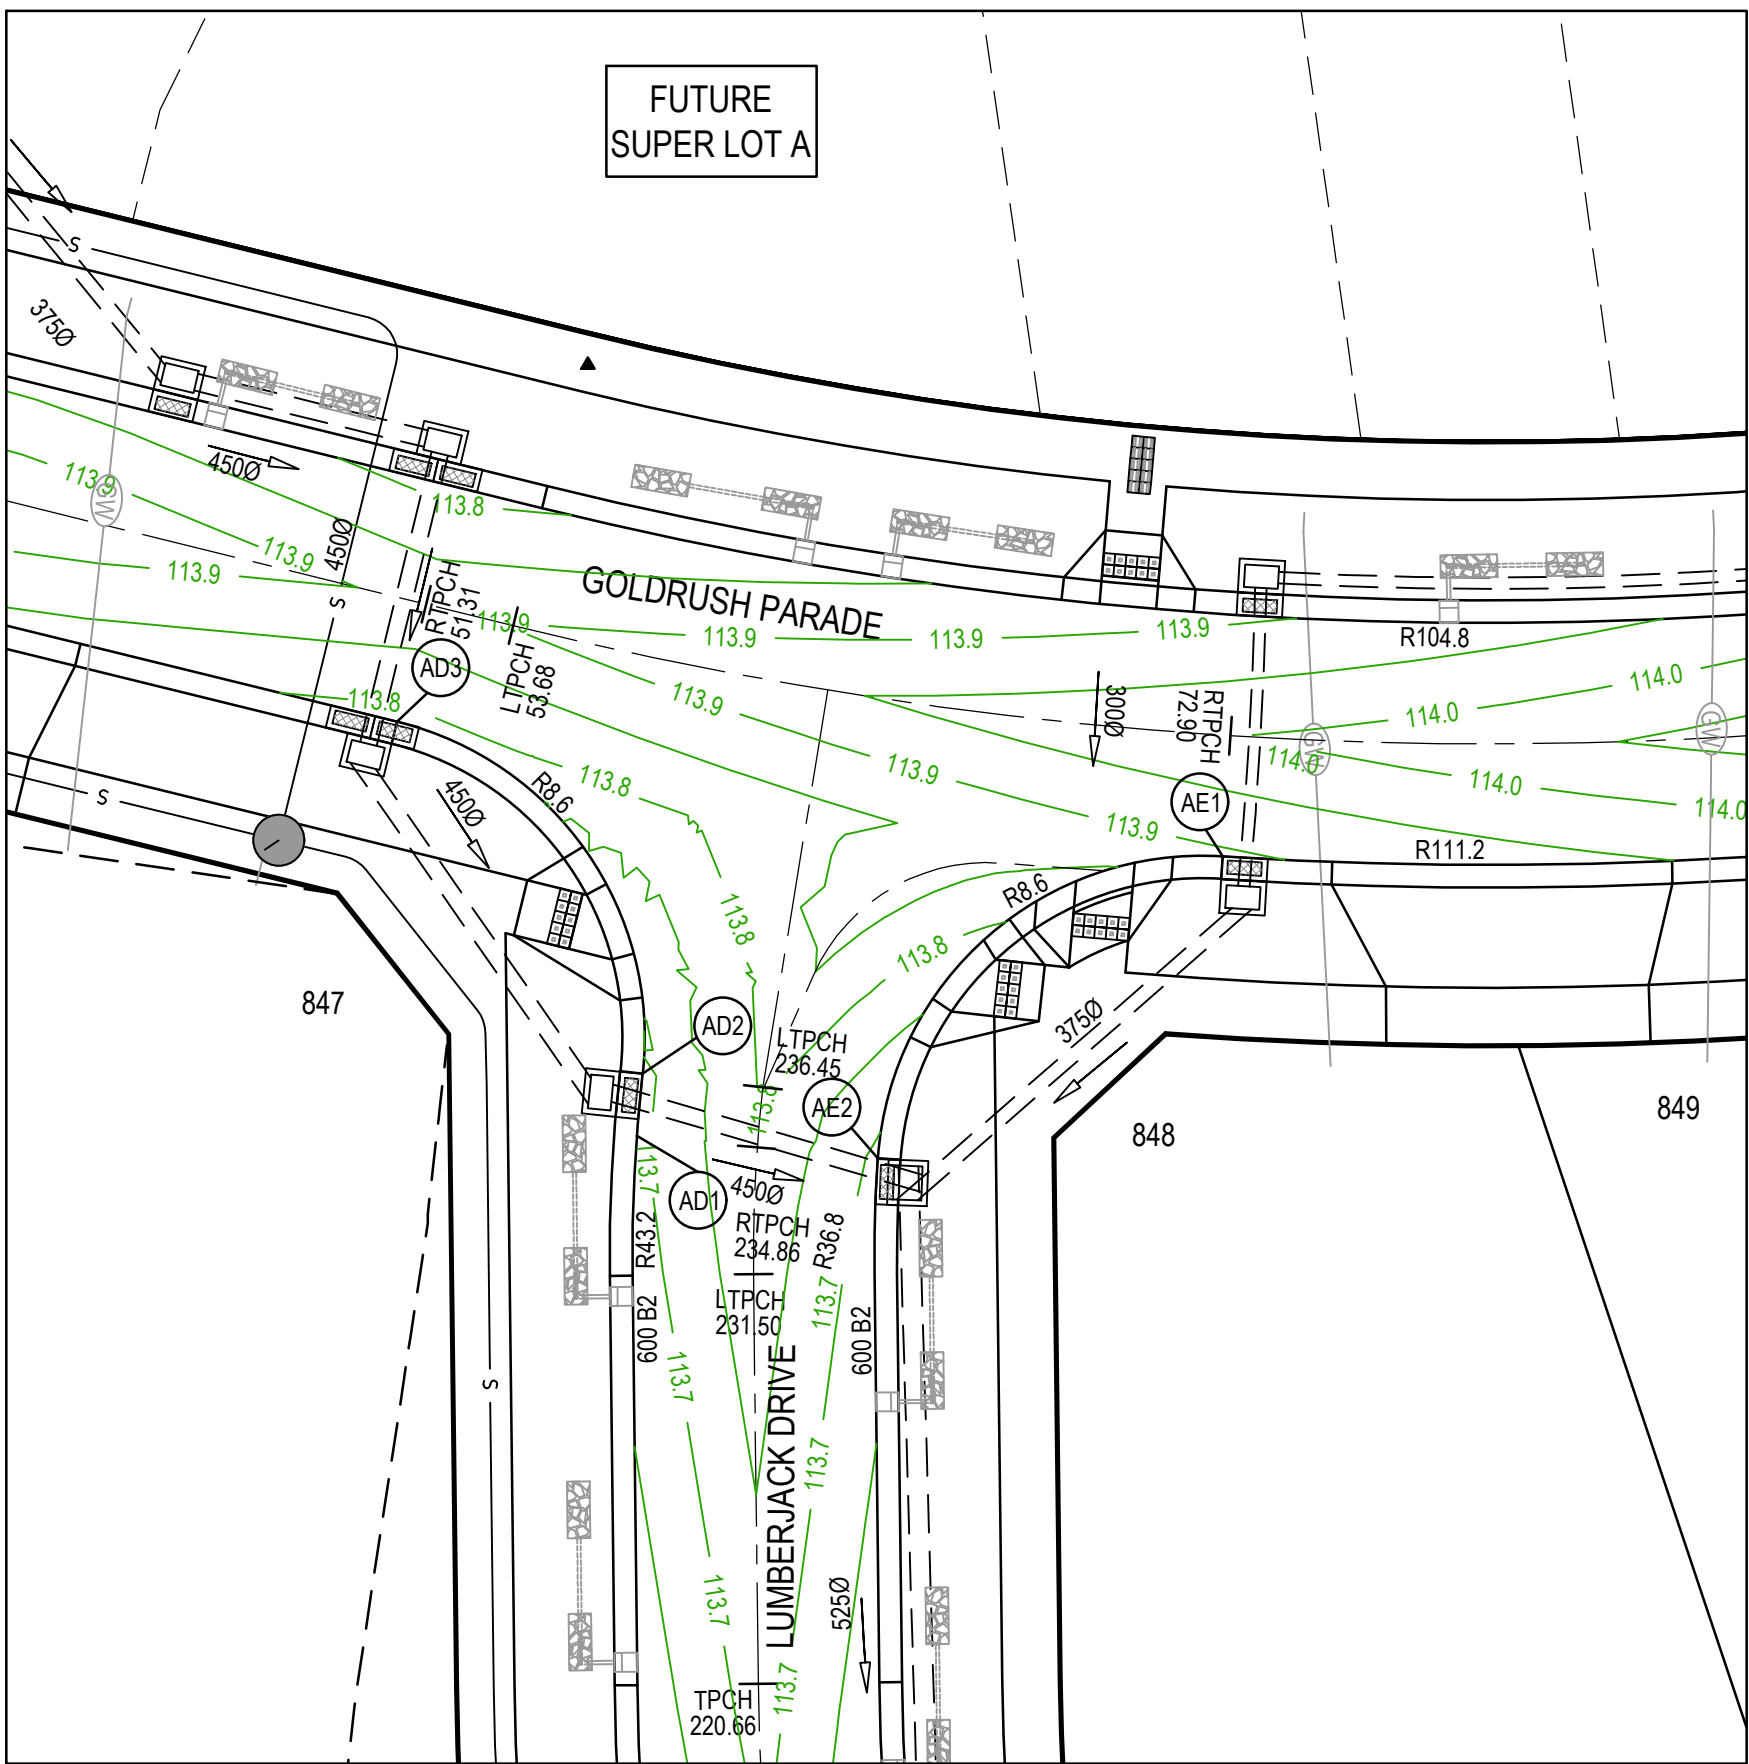 FUTURE
SUPER LOT A
S
375Ø
450Ø
113.9
GW
113.8
113.9
450Ø
113.9
S
RTPCH
51.31
113.9
GOLDRUSH PARADE
113.9
113.9
113.9
R104.8
AD3
LTPCH
53.68
113.8
113.9
300Ø
RTPCH
72.90
114.0
114.0
GW
GW
114.0
114.0
114.0
S
450Ø
R8.6
113.8
113.9
AE1
113.9
R111.2
R8.6
113.8
113.8
847
AD2
LTPCH
236.45
375Ø
113.8
AE2
848
849
113.7
AD1
450Ø
R43.2
RTPCH
234.86
R36.8
LTPCH
231.50
113.7
600 B2
600 B2
113.7
S
LUMBERJACK DRIVE
113.7
113.7
525Ø
113.7
TPCH
220.66